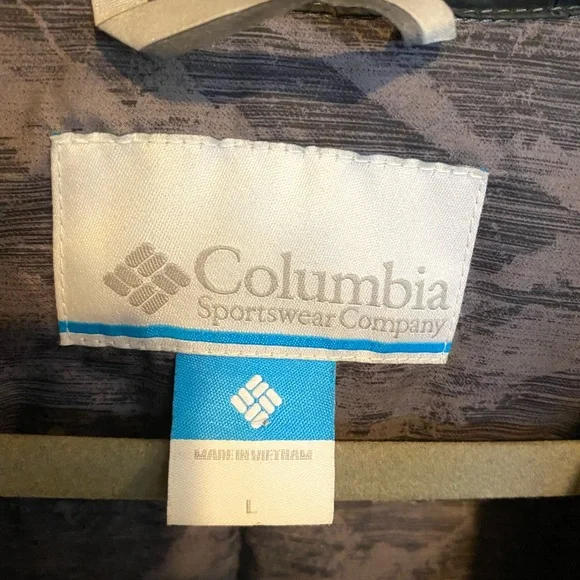 Columbia
Sportswear Company
MADE IN VIETNAM
L